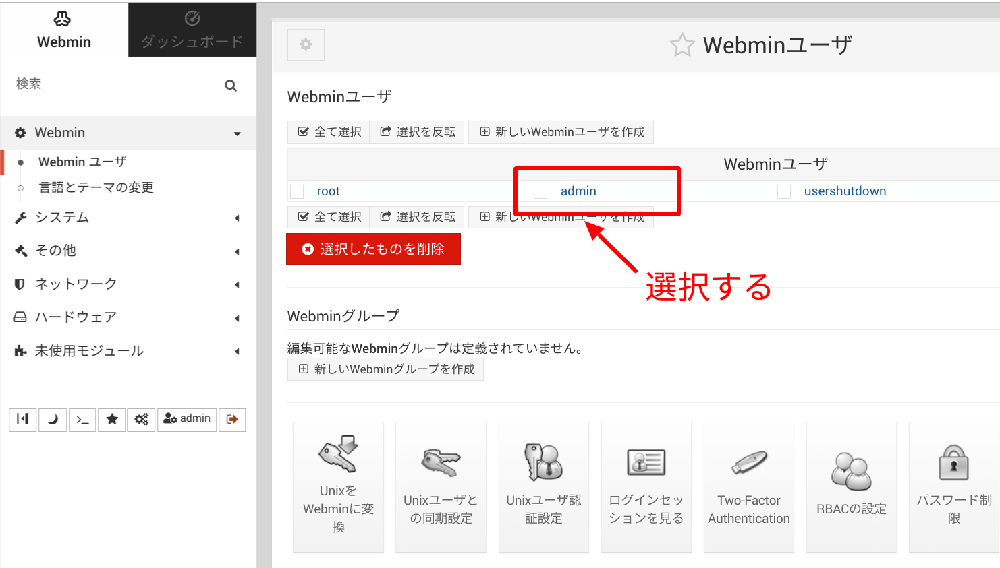 Webmin
ダッシュボード
検索
Webmin
Webmin ユーザ
言語とテーマの変更
システム
その他
ネットワーク
ハードウェア
未使用モジュール
admin
Webminユーザ
Webminユーザ
全て選択 選択を反転 新しいWebminユーザを作成
Webminユーザ
root admin usershutdown
全て選択 選択を反転 新しいWebminユーザを作成
選択したものを削除
選択する
Webminグループ
編集可能なWebminグループは定義されていません。
新しいWebminグループを作成
Unixを
Webminに変
換
Unixユーザと
の同期設定
Unixユーザ認
証設定
ログインセッ
ションを見る
Two-Factor
Authentication
RBACの設定
パスワード制
限